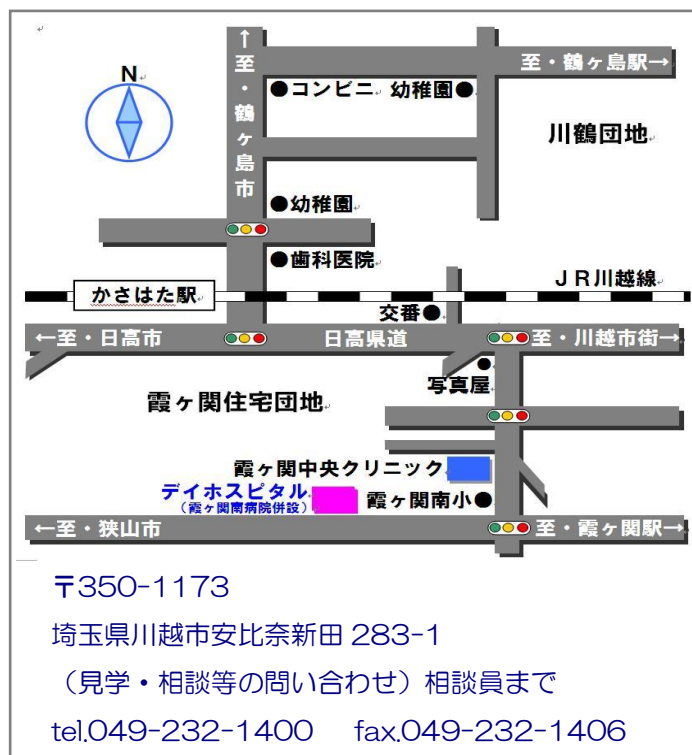 N
↑至・鶴ヶ島市
至・鶴ヶ島駅→
●コンビニ 幼稚園●
川鶴団地
●幼稚園
●歯科医院
JR川越線
かさはた駅
交番●
←至・日高市
日高県道
至・川越市街→
●
写真屋
霞ヶ関住宅団地
霞ヶ関中央クリニック
デイホスピタル
（霞ヶ関南病院併設）
霞ヶ関南小●
←至・狭山市
至・霞ヶ関駅→
〒350-1173
埼玉県川越市安比奈新田 283-1
（見学・相談等の問い合わせ）相談員まで
tel.049-232-1400 fax.049-232-1406